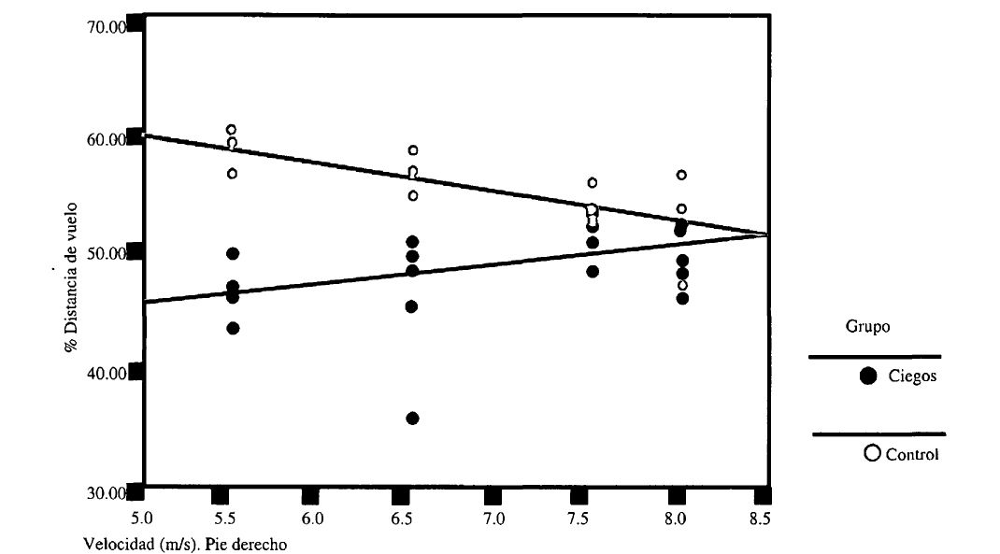 70.00
60.00
50.00
40.00
30.00
% Distancia de vuelo
5.0 5.5 6.0 6.5 7.0 7.5 8.0 8.5
Velocidad (m/s). Pie derecho
Grupo
Ciegos
Control